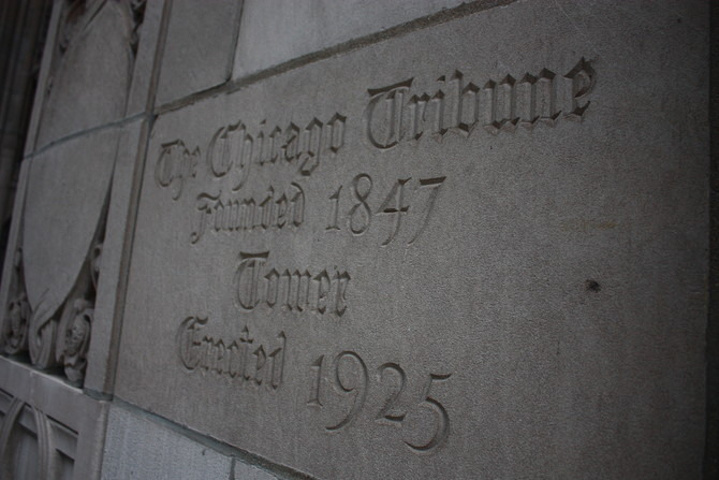 The Chicago Tribune
Founded 1847
Tower
Erected 1925